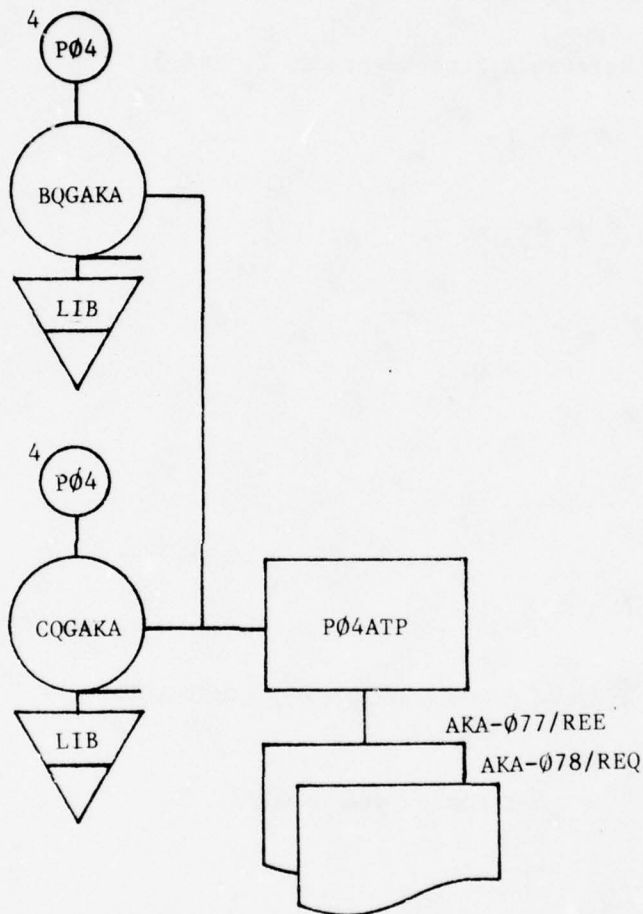 4
PØ4
BQGAKA
LIB
4
PØ4
CQGAKA
PØ4ATP
LIB
AKA-Ø77/REE
AKA-Ø78/REQ